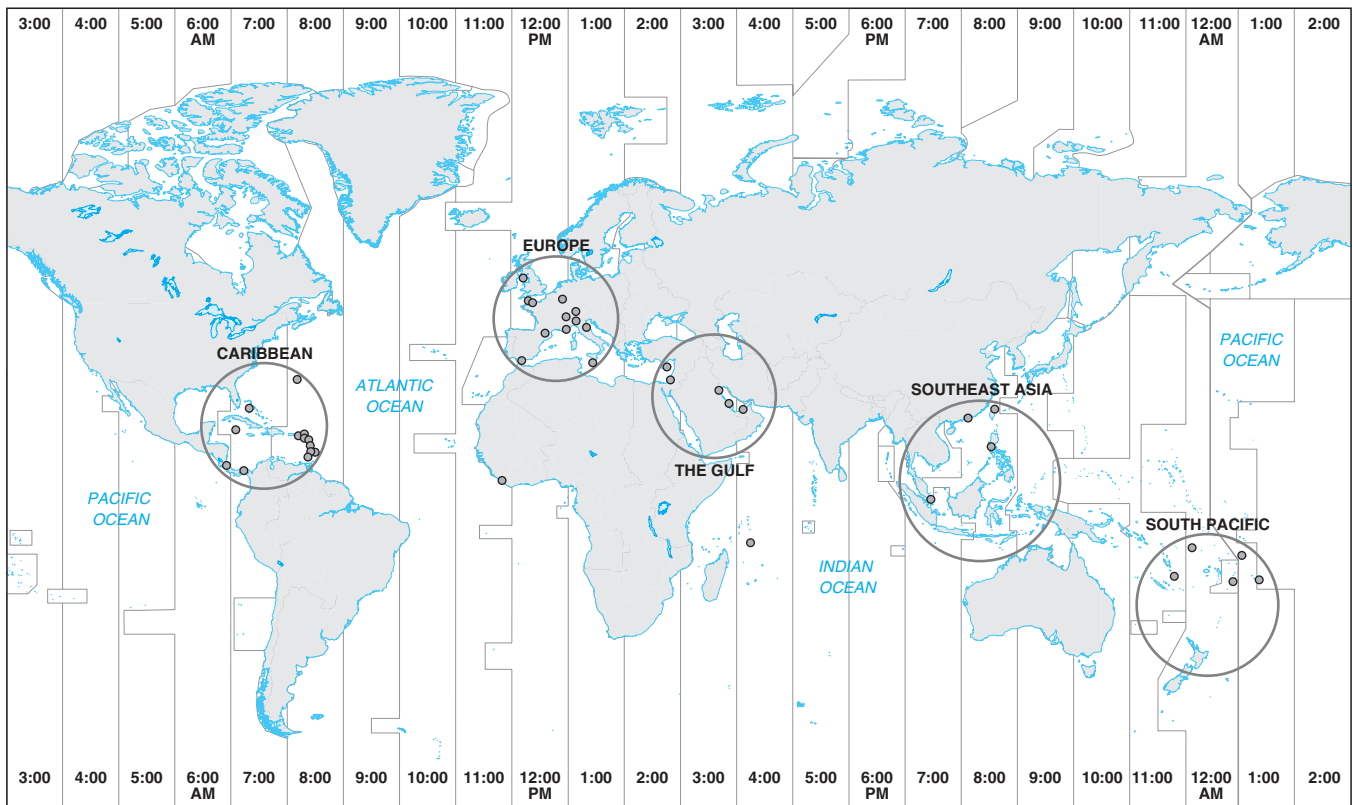 3:00 4:00 5:00 6:00 7:00 8:00 9:00 10:00 11:00 12:00 1:00 2:00 3:00 4:00 5:00 6:00 7:00 8:00 9:00 10:00 11:00 12:00 1:00 2:00
AM PM PM AM
EUROPE
CARIBBEAN
ATLANTIC
OCEAN
PACIFIC
OCEAN
SOUTHEAST ASIA
THE GULF
PACIFIC
OCEAN
SOUTH PACIFIC
INDIAN
OCEAN
3:00 4:00 5:00 6:00 7:00 8:00 9:00 10:00 11:00 12:00 1:00 2:00 3:00 4:00 5:00 6:00 7:00 8:00 9:00 10:00 11:00 12:00 1:00 2:00
AM PM PM AM